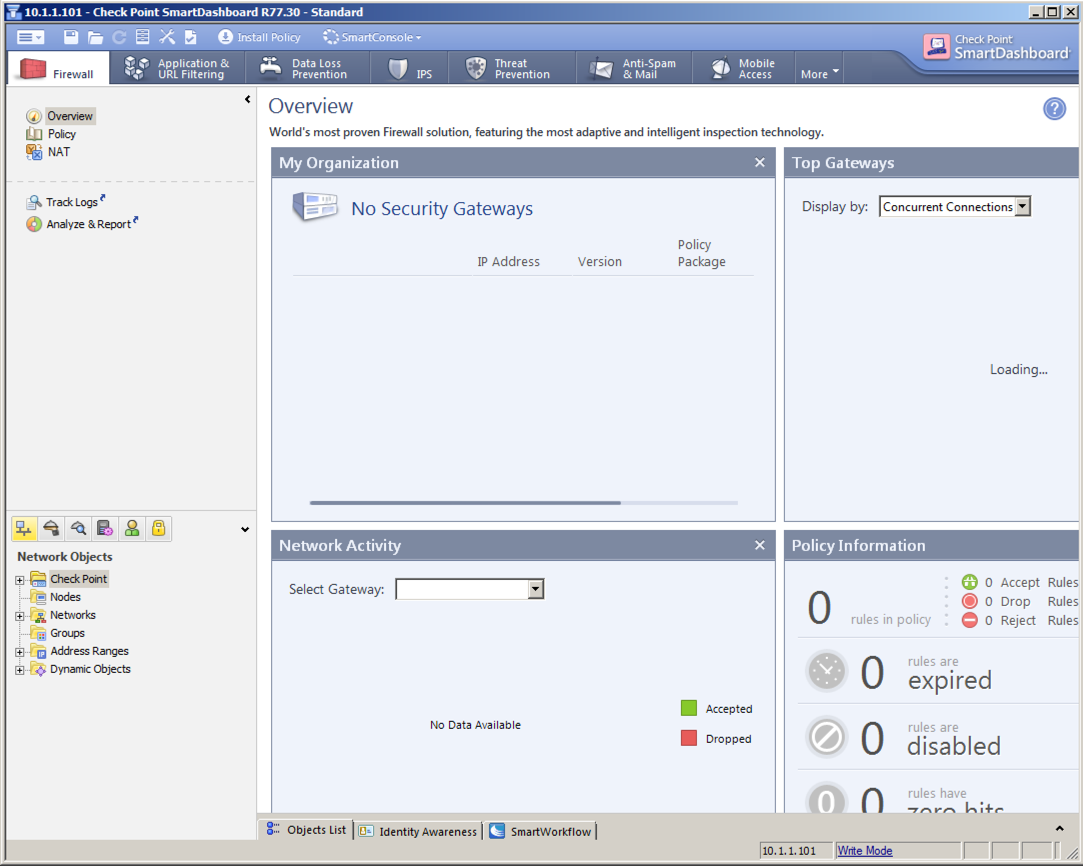 10.1.1.101 - Check Point SmartDashboard R77.30 - Standard
Install Policy
SmartConsole
Check Point
SmartDashboard
Firewall
Application &
URL Filtering
Data Loss
Prevention
IPS
Threat
Prevention
Anti-Spam
& Mail
Mobile
Access
More
Overview
Policy
NAT
Track Logs
Analyze & Report
Overview
World's most proven Firewall solution, featuring the most adaptive and intelligent inspection technology.
My Organization
No Security Gateways
IP Address
Version
Policy
Package
Top Gateways
Display by: Concurrent Connections
Loading...
Network Objects
Check Point
Nodes
Networks
Groups
Address Ranges
Dynamic Objects
Network Activity
Select Gateway:
No Data Available
Accepted
Dropped
Policy Information
0 rules in policy
0 Accept Rules
0 Drop Rules
0 Reject Rules
0 rules are
expired
0 rules are
disabled
0 0 rules have
zero hits
Objects List
Identity Awareness
SmartWorkflow
10.1.1.101
Write Mode